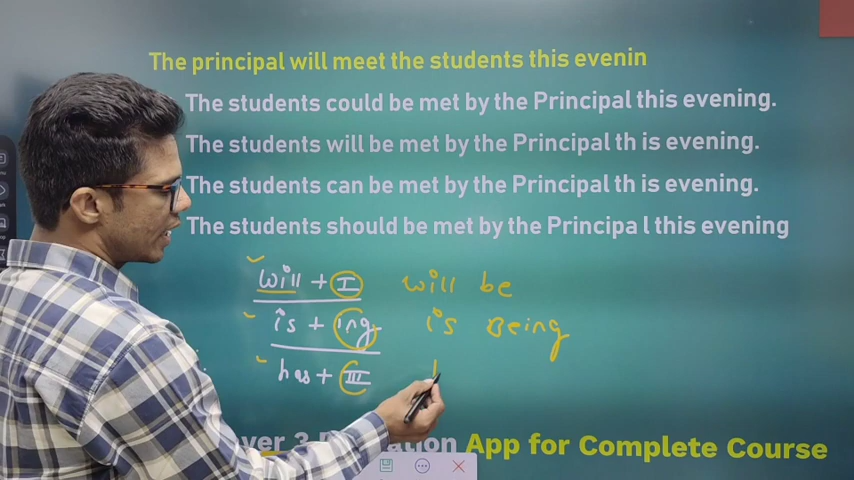 The principal will meet the students this evenin
The students could be met by the Principal this evening.
The students will be met by the Principal th is evening.
The students can be met by the Principal th is evening.
The students should be met by the Principa l this evening
will + I will be
is + ing is Being
has + III
3 App for Complete Course